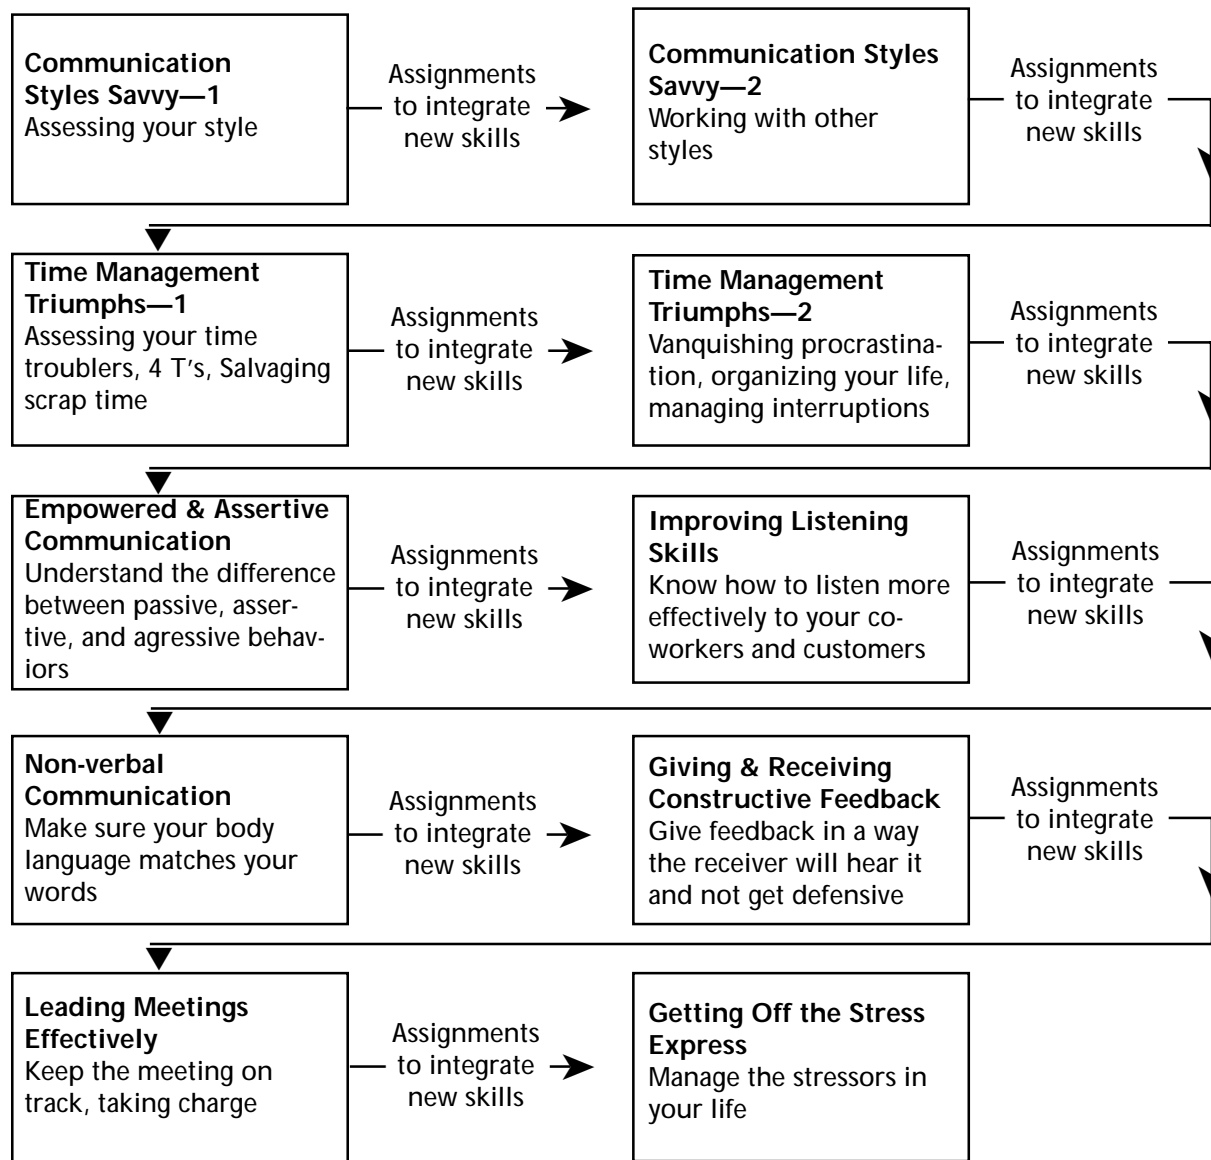 Communication
Styles Savvy—1
Assessing your style
Assignments
to integrate
new skills
Communication Styles
Savvy—2
Working with other
styles
Assignments
to integrate
new skills
Time Management
Triumphs—1
Assessing your time
troublers, 4 T's, Salvaging
scrap time
Assignments
to integrate
new skills
Time Management
Triumphs—2
Vanquishing procrastina-
tion, organizing your life,
managing interruptions
Assignments
to integrate
new skills
Empowered & Assertive
Communication
Understand the difference
between passive, asser-
tive, and agressive behav-
iors
Assignments
to integrate
new skills
Improving Listening
Skills
Know how to listen more
effectively to your co-
workers and customers
Assignments
to integrate
new skills
Non-verbal
Communication
Make sure your body
language matches your
words
Assignments
to integrate
new skills
Giving & Receiving
Constructive Feedback
Give feedback in a way
the receiver will hear it
and not get defensive
Assignments
to integrate
new skills
Leading Meetings
Effectively
Keep the meeting on
track, taking charge
Assignments
to integrate
new skills
Getting Off the Stress
Express
Manage the stressors in
your life